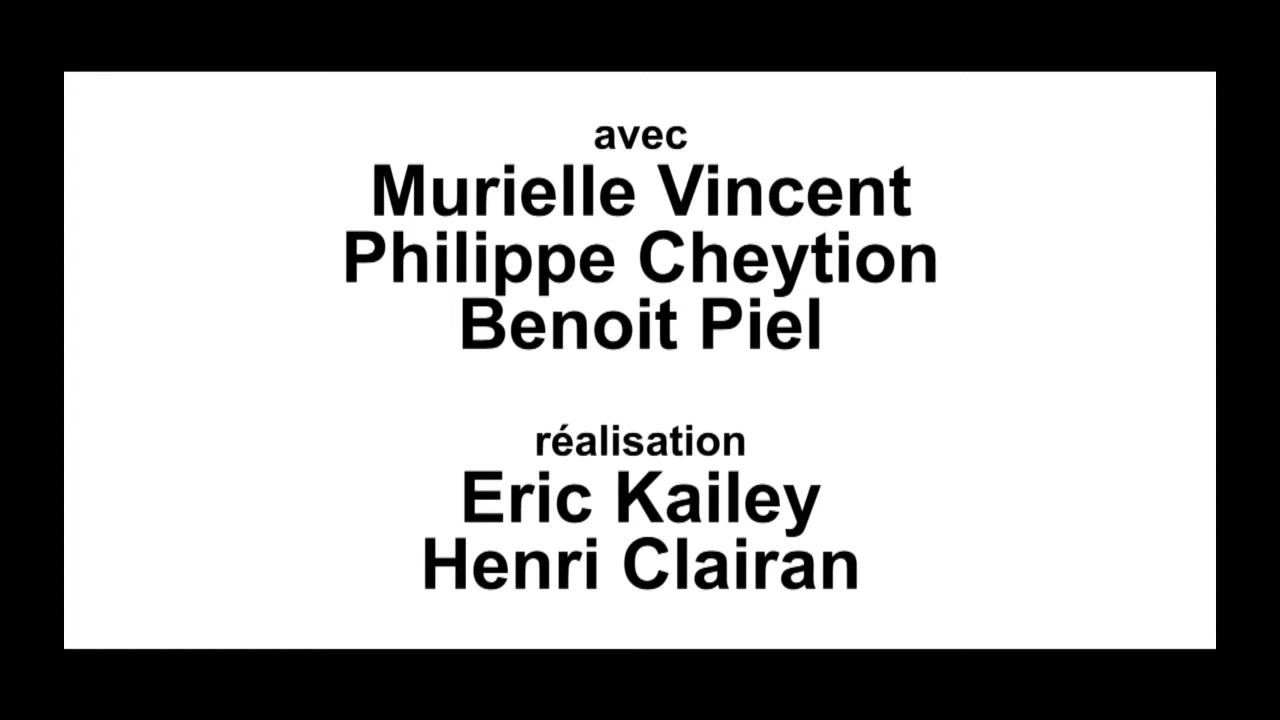 avec
Murielle Vincent
Philippe Cheytion
Benoit Piel
réalisation
Eric Kailey
Henri Clairan